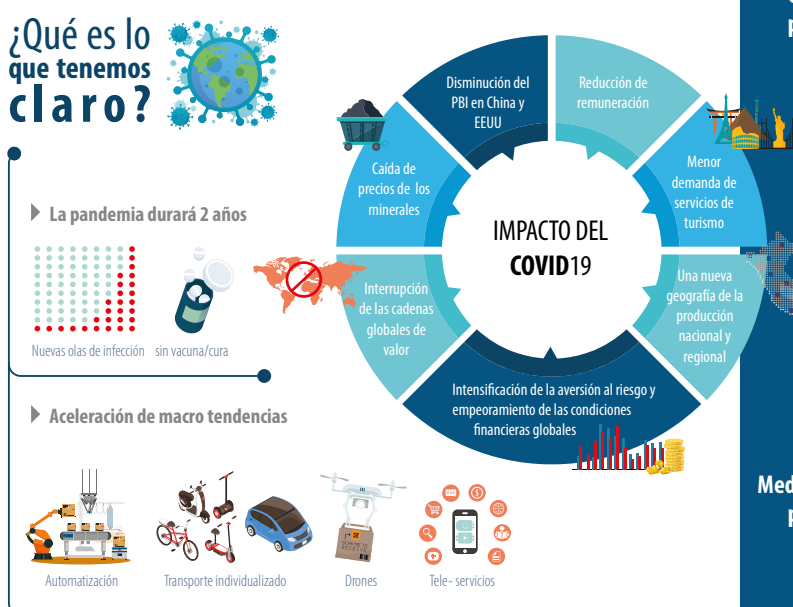 ¿Qué es lo
que tenemos
claro?
La pandemia durará 2 años
Nuevas olas de infección
sin vacuna/cura
Aceleración de macro tendencias
Automatización
Transporte individualizado
Drones
Tele- servicios
IMPACTO DEL
COVID19
Disminución del
PBI en China y
EEUU
Reducción de
remuneración
Menor
demanda de
servicios de
turismo
Una nueva
geografía de la
producción
nacional y
regional
Intensificación de la aversión al riesgo y
empeoramiento de las condiciones
financieras globales
Interrupción
de las cadenas
globales de
valor
Caída de
precios de los
minerales
p
Med
p